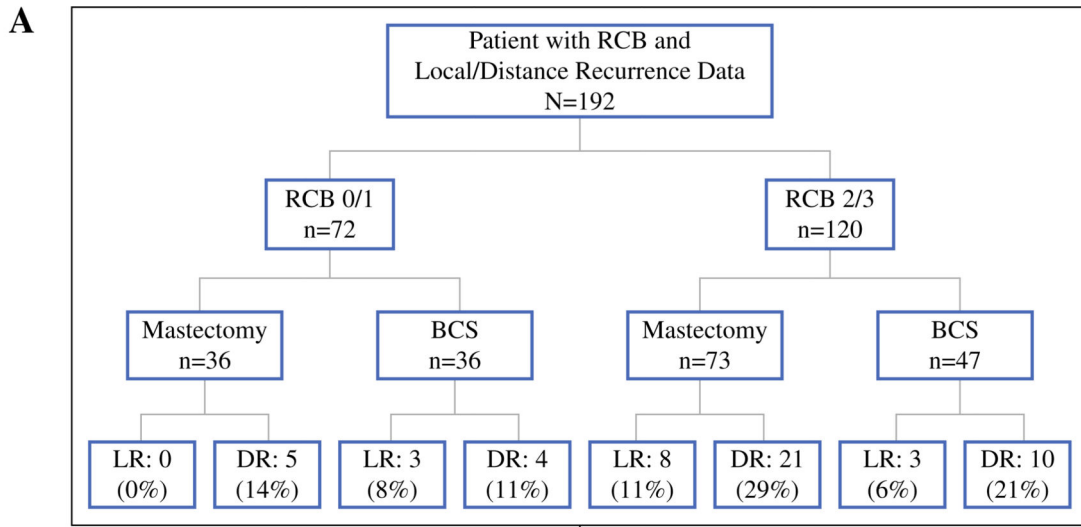 A
Patient with RCB and
Local/Distance Recurrence Data
N=192
RCB 0/1
n=72
RCB 2/3
n=120
Mastectomy
n=36
BCS
n=36
Mastectomy
n=73
BCS
n=47
LR: 0
(0%)
DR: 5
(14%)
LR: 3
(8%)
DR: 4
(11%)
LR: 8
(11%)
DR: 21
(29%)
LR: 3
(6%)
DR: 10
(21%)